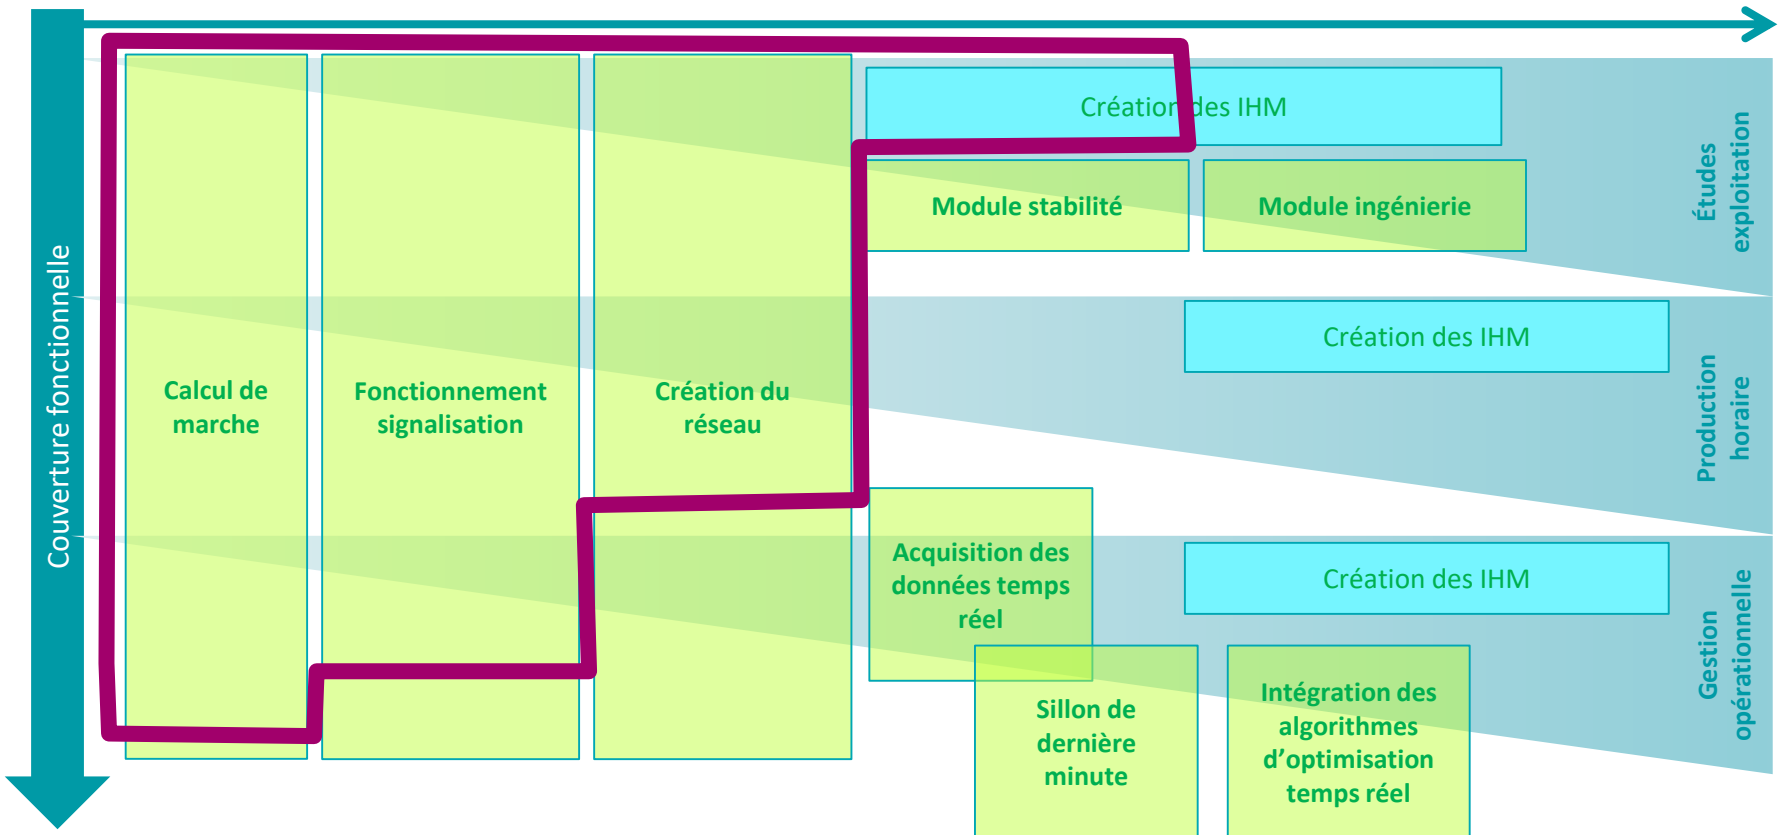 Couverture fonctionnelle
Création des IHM
Module stabilité
Module ingénierie
Études
exploitation
Calcul de
marche
Fonctionnement
signalisation
Création du
réseau
Création des IHM
Production
horaire
Acquisition des
données temps
réel
Création des IHM
Sillon de
dernière
minute
Intégration des
algorithmes
d’optimisation
temps réel
Gestion
opérationnelle